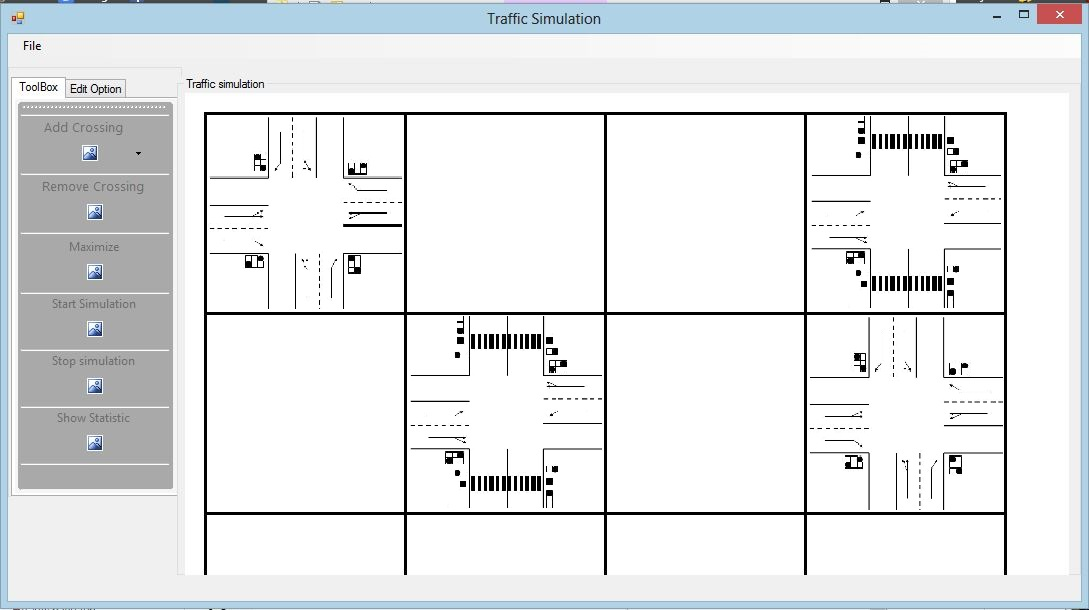 Traffic Simulation
File
ToolBox
Edit Option
Traffic simulation
Add Crossing
Remove Crossing
Maximize
Start Simulation
Stop simulation
Show Statistic